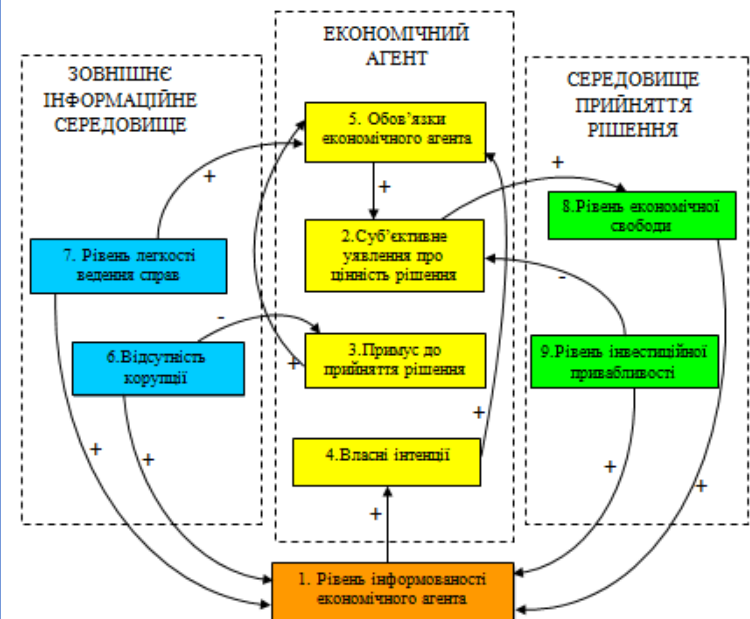 ЗОВНІШНЄ
ІНФОРМАЦІЙНЕ
СЕРЕДОВИЩЕ
ЕКОНОМІЧНИЙ
АГЕНТ
СЕРЕДОВИЩЕ
ПРИЙНЯТТЯ
РІШЕННЯ
5. Обов’язки
економічного агента
+
+
+
2.Суб’єктивне
уявлення про
цінність рішення
8.Рівень економічної
свободи
7. Рівень легкості
ведення справ
-
-
3.Примус до
прийняття рішення
6.Відсутність
корупції
9.Рівень інвестиційної
привабливості
+
+
4.Власні інтенції
+
+
+
+
+
1. Рівень інформованості
економічного агента